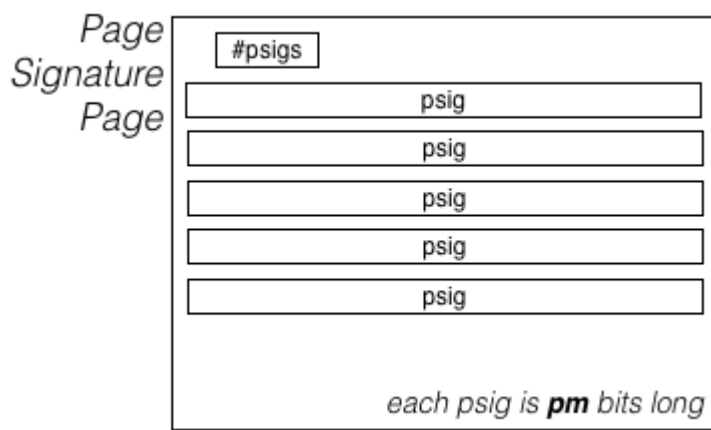 Page
Signature
Page
#psigs
psig
psig
psig
psig
psig
each psig is pm bits long